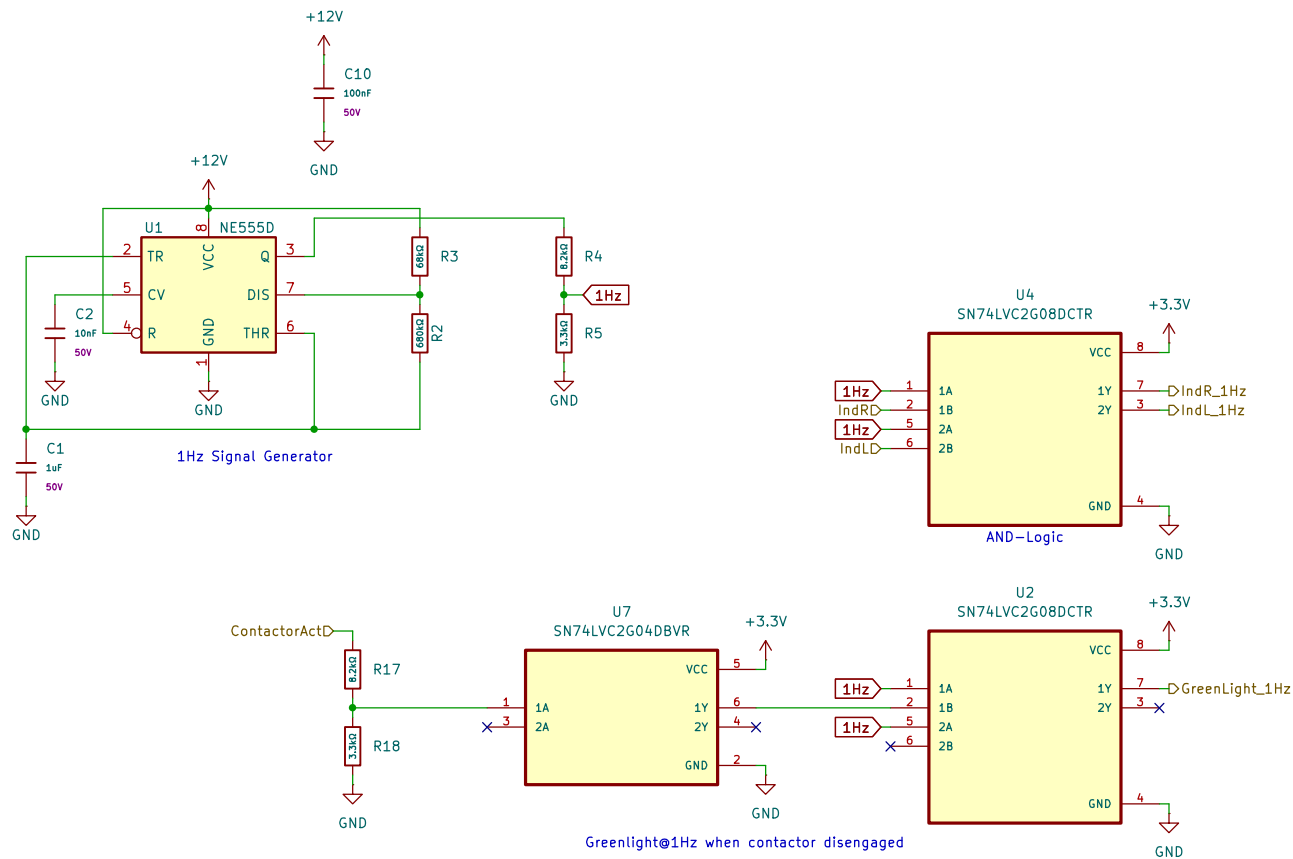 +12V
C10
100nF
50V
GND
+12V
U1
NE555D
8
2
TR
VCC
Q
3
68kΩ
R3
8.2kΩ
R4
5
CV
DIS
7
1Hz
C2
10nF
50V
4
R
GND
THR
6
680kΩ
R2
3.3kΩ
R5
1
GND
GND
GND
C1
1uF
50V
1Hz Signal Generator
GND
U4
SN74LVC2G08DCTR
+3.3V
VCC
8
1Hz
1
1A
1Y
7
IndR_1Hz
IndR
2
1B
2Y
3
IndL_1Hz
1Hz
5
2A
IndL
6
2B
GND
4
AND-Logic
GND
ContactorAct
8.2kΩ
R17
3.3kΩ
R18
GND
U7
SN74LVC2G04DBVR
+3.3V
VCC
5
1
1A
1Y
6
3
2A
2Y
4
GND
2
GND
U2
SN74LVC2G08DCTR
+3.3V
VCC
8
1Hz
1
1A
1Y
7
GreenLight_1Hz
2
1B
2Y
3
1Hz
5
2A
6
2B
GND
4
GND
Greenlight@1Hz when contactor disengaged